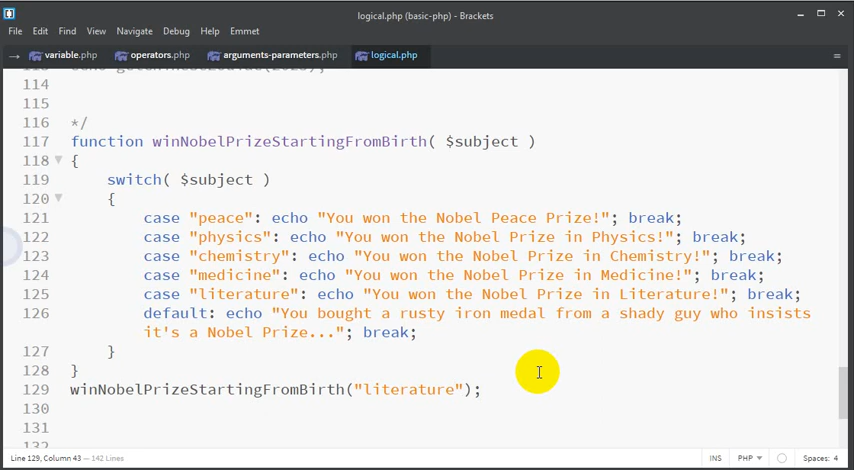 logical.php (basic-php) - Brackets
File Edit Find View Navigate Debug Help Emmet
variable.php operators.php arguments-parameters.php logical.php
114
115
116 */
117 function winNobelPrizeStartingFromBirth( $subject )
118 {
119 switch( $subject )
120 {
121 case "peace": echo "You won the Nobel Peace Prize!"; break;
122 case "physics": echo "You won the Nobel Prize in Physics!"; break;
123 case "chemistry": echo "You won the Nobel Prize in Chemistry!"; break;
124 case "medicine": echo "You won the Nobel Prize in Medicine!"; break;
125 case "literature": echo "You won the Nobel Prize in Literature!"; break;
126 default: echo "You bought a rusty iron medal from a shady guy who insists
it's a Nobel Prize..."; break;
127 }
128 }
129 winNobelPrizeStartingFromBirth("literature");
130
131
132
Line 129, Column 43 — 142 Lines INS PHP Spaces: 4